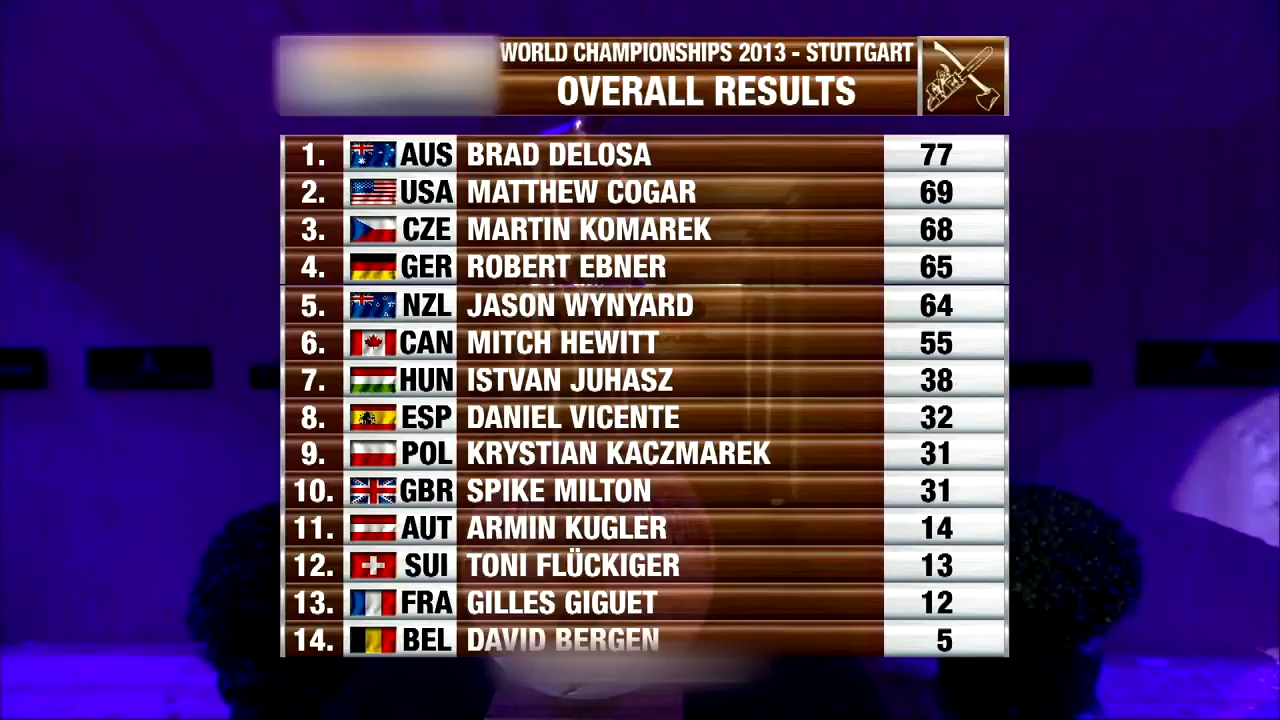 WORLD CHAMPIONSHIPS 2013 - STUTTGART
OVERALL RESULTS
1. AUS BRAD DELOSA 77
2. USA MATTHEW COGAR 69
3. CZE MARTIN KOMAREK 68
4. GER ROBERT EBNER 65
5. NZL JASON WYNYARD 64
6. CAN MITCH HEWITT 55
7. HUN ISTVAN JUHASZ 38
8. ESP DANIEL VICENTE 32
9. POL KRYSTIAN KACZMAREK 31
10. GBR SPIKE MILTON 31
11. AUT ARMIN KUGLER 14
12. SUI TONI FLÜCKIGER 13
13. FRA GILLES GIGUET 12
14. BEL DAVID BERGEN 5